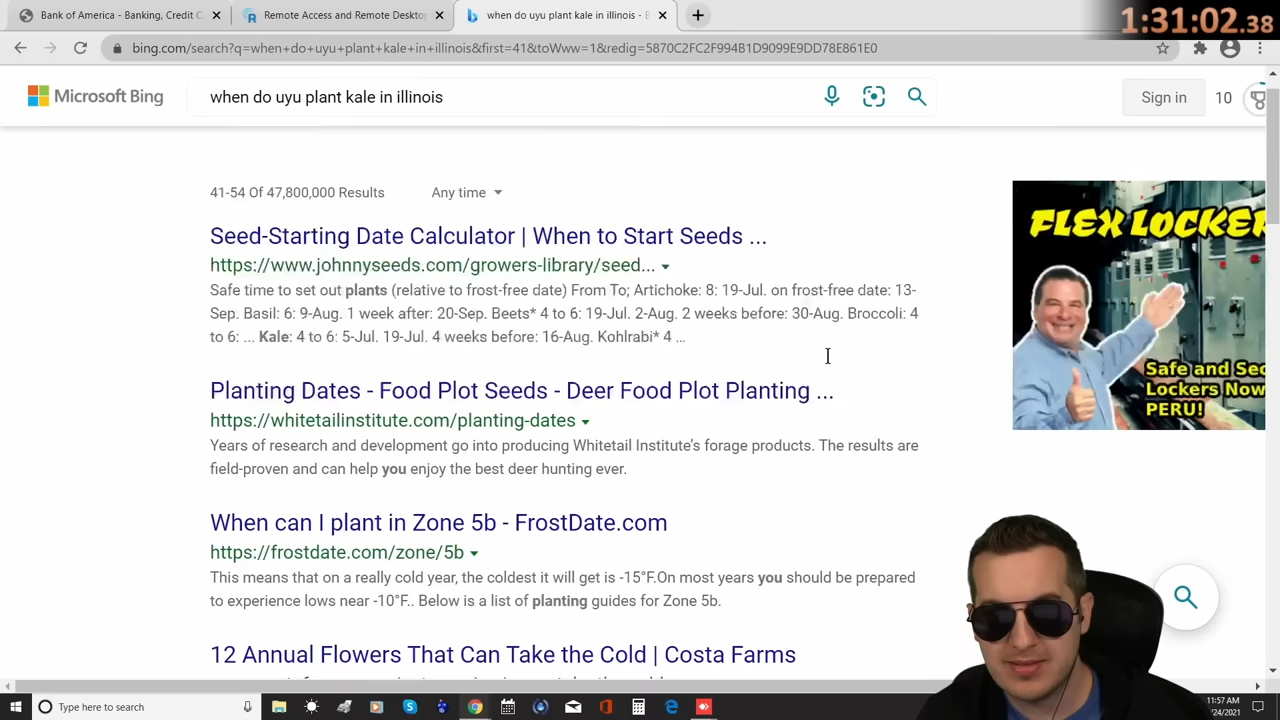 1:31:02.38
Bank of America - Banking, Credit C
Remote Access and Remote Desktop
when do uyu plant kale in illinois - B
bing.com/search?q=when+do+uyu+plant+kale+in+illinois&first=41&toWww=1&redig=5870C2FC2F994B1D9099E9DD78E861E0
Microsoft Bing
when do uyu plant kale in illinois
Sign in
10
41-54 Of 47,800,000 Results
Any time
Seed-Starting Date Calculator | When to Start Seeds ...
https://www.johnnyseeds.com/growers-library/seed...
Safe time to set out plants (relative to frost-free date) From To; Artichoke: 8: 19-Jul. on frost-free date: 13-
Sep. Basil: 6: 9-Aug. 1 week after: 20-Sep. Beets* 4 to 6: 19-Jul. 2-Aug. 2 weeks before: 30-Aug. Broccoli: 4
to 6: ... Kale: 4 to 6: 5-Jul. 19-Jul. 4 weeks before: 16-Aug. Kohlrabi* 4 ...
Planting Dates - Food Plot Seeds - Deer Food Plot Planting ...
https://whitetailinstitute.com/planting-dates
Years of research and development go into producing Whitetail Institute's forage products. The results are
field-proven and can help you enjoy the best deer hunting ever.
When can I plant in Zone 5b - FrostDate.com
https://frostdate.com/zone/5b
This means that on a really cold year, the coldest it will get is -15°F.On most years you should be prepared
to experience lows near -10°F.. Below is a list of planting guides for Zone 5b.
12 Annual Flowers That Can Take the Cold | Costa Farms
FLEX LOCKER
Safe and Sec
Lockers Now
PERU!
Type here to search
11:57 AM
/24/2021